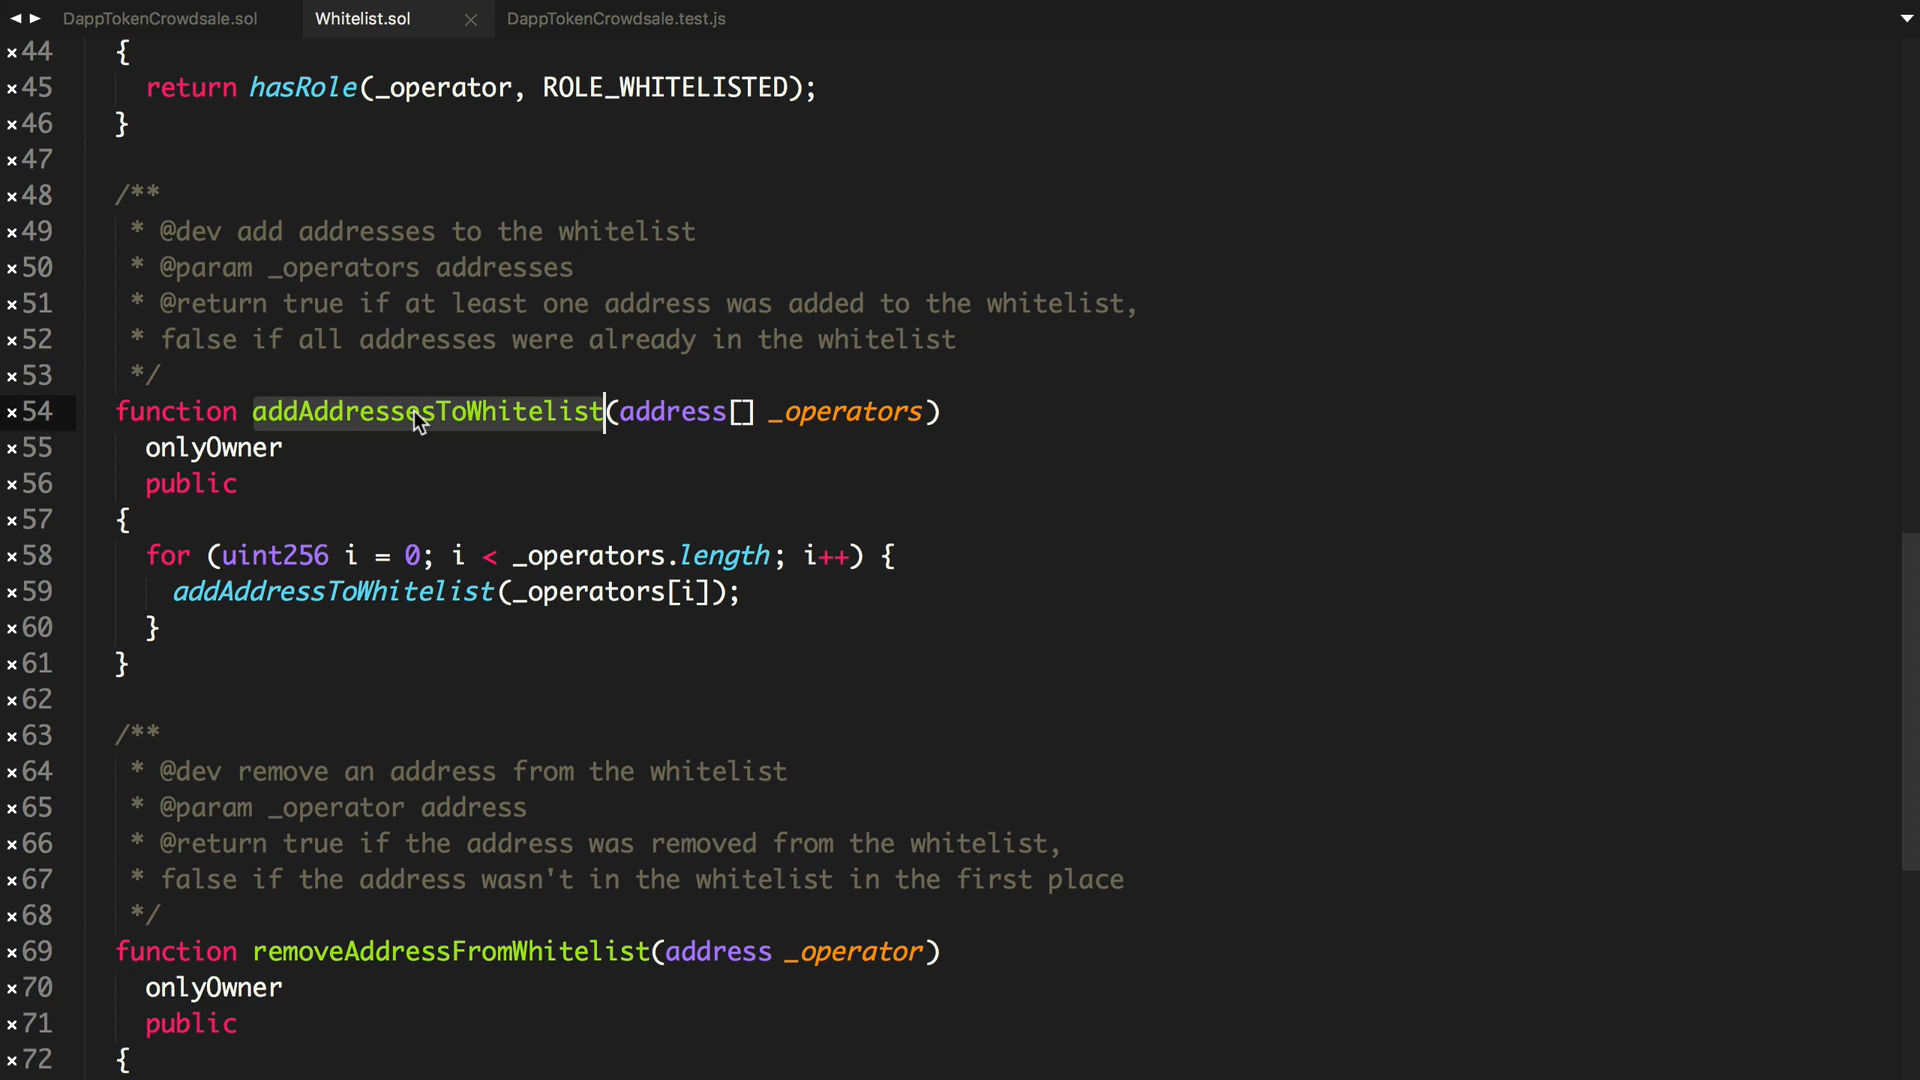 DappTokenCrowdsale.sol Whitelist.sol × DappTokenCrowdsale.test.js
×44 {
×45 return hasRole(_operator, ROLE_WHITELISTED);
×46 }
×47
×48 /**
×49 * @dev add addresses to the whitelist
×50 * @param _operators addresses
×51 * @return true if at least one address was added to the whitelist,
×52 * false if all addresses were already in the whitelist
×53 */
×54 function addAddressesToWhitelist(address[] _operators)
×55 onlyOwner
×56 public
×57 {
×58 for (uint256 i = 0; i < _operators.length; i++) {
×59 addAddressToWhitelist(_operators[i]);
×60 }
×61 }
×62
×63 /**
×64 * @dev remove an address from the whitelist
×65 * @param _operator address
×66 * @return true if the address was removed from the whitelist,
×67 * false if the address wasn't in the whitelist in the first place
×68 */
×69 function removeAddressFromWhitelist(address _operator)
×70 onlyOwner
×71 public
×72 {